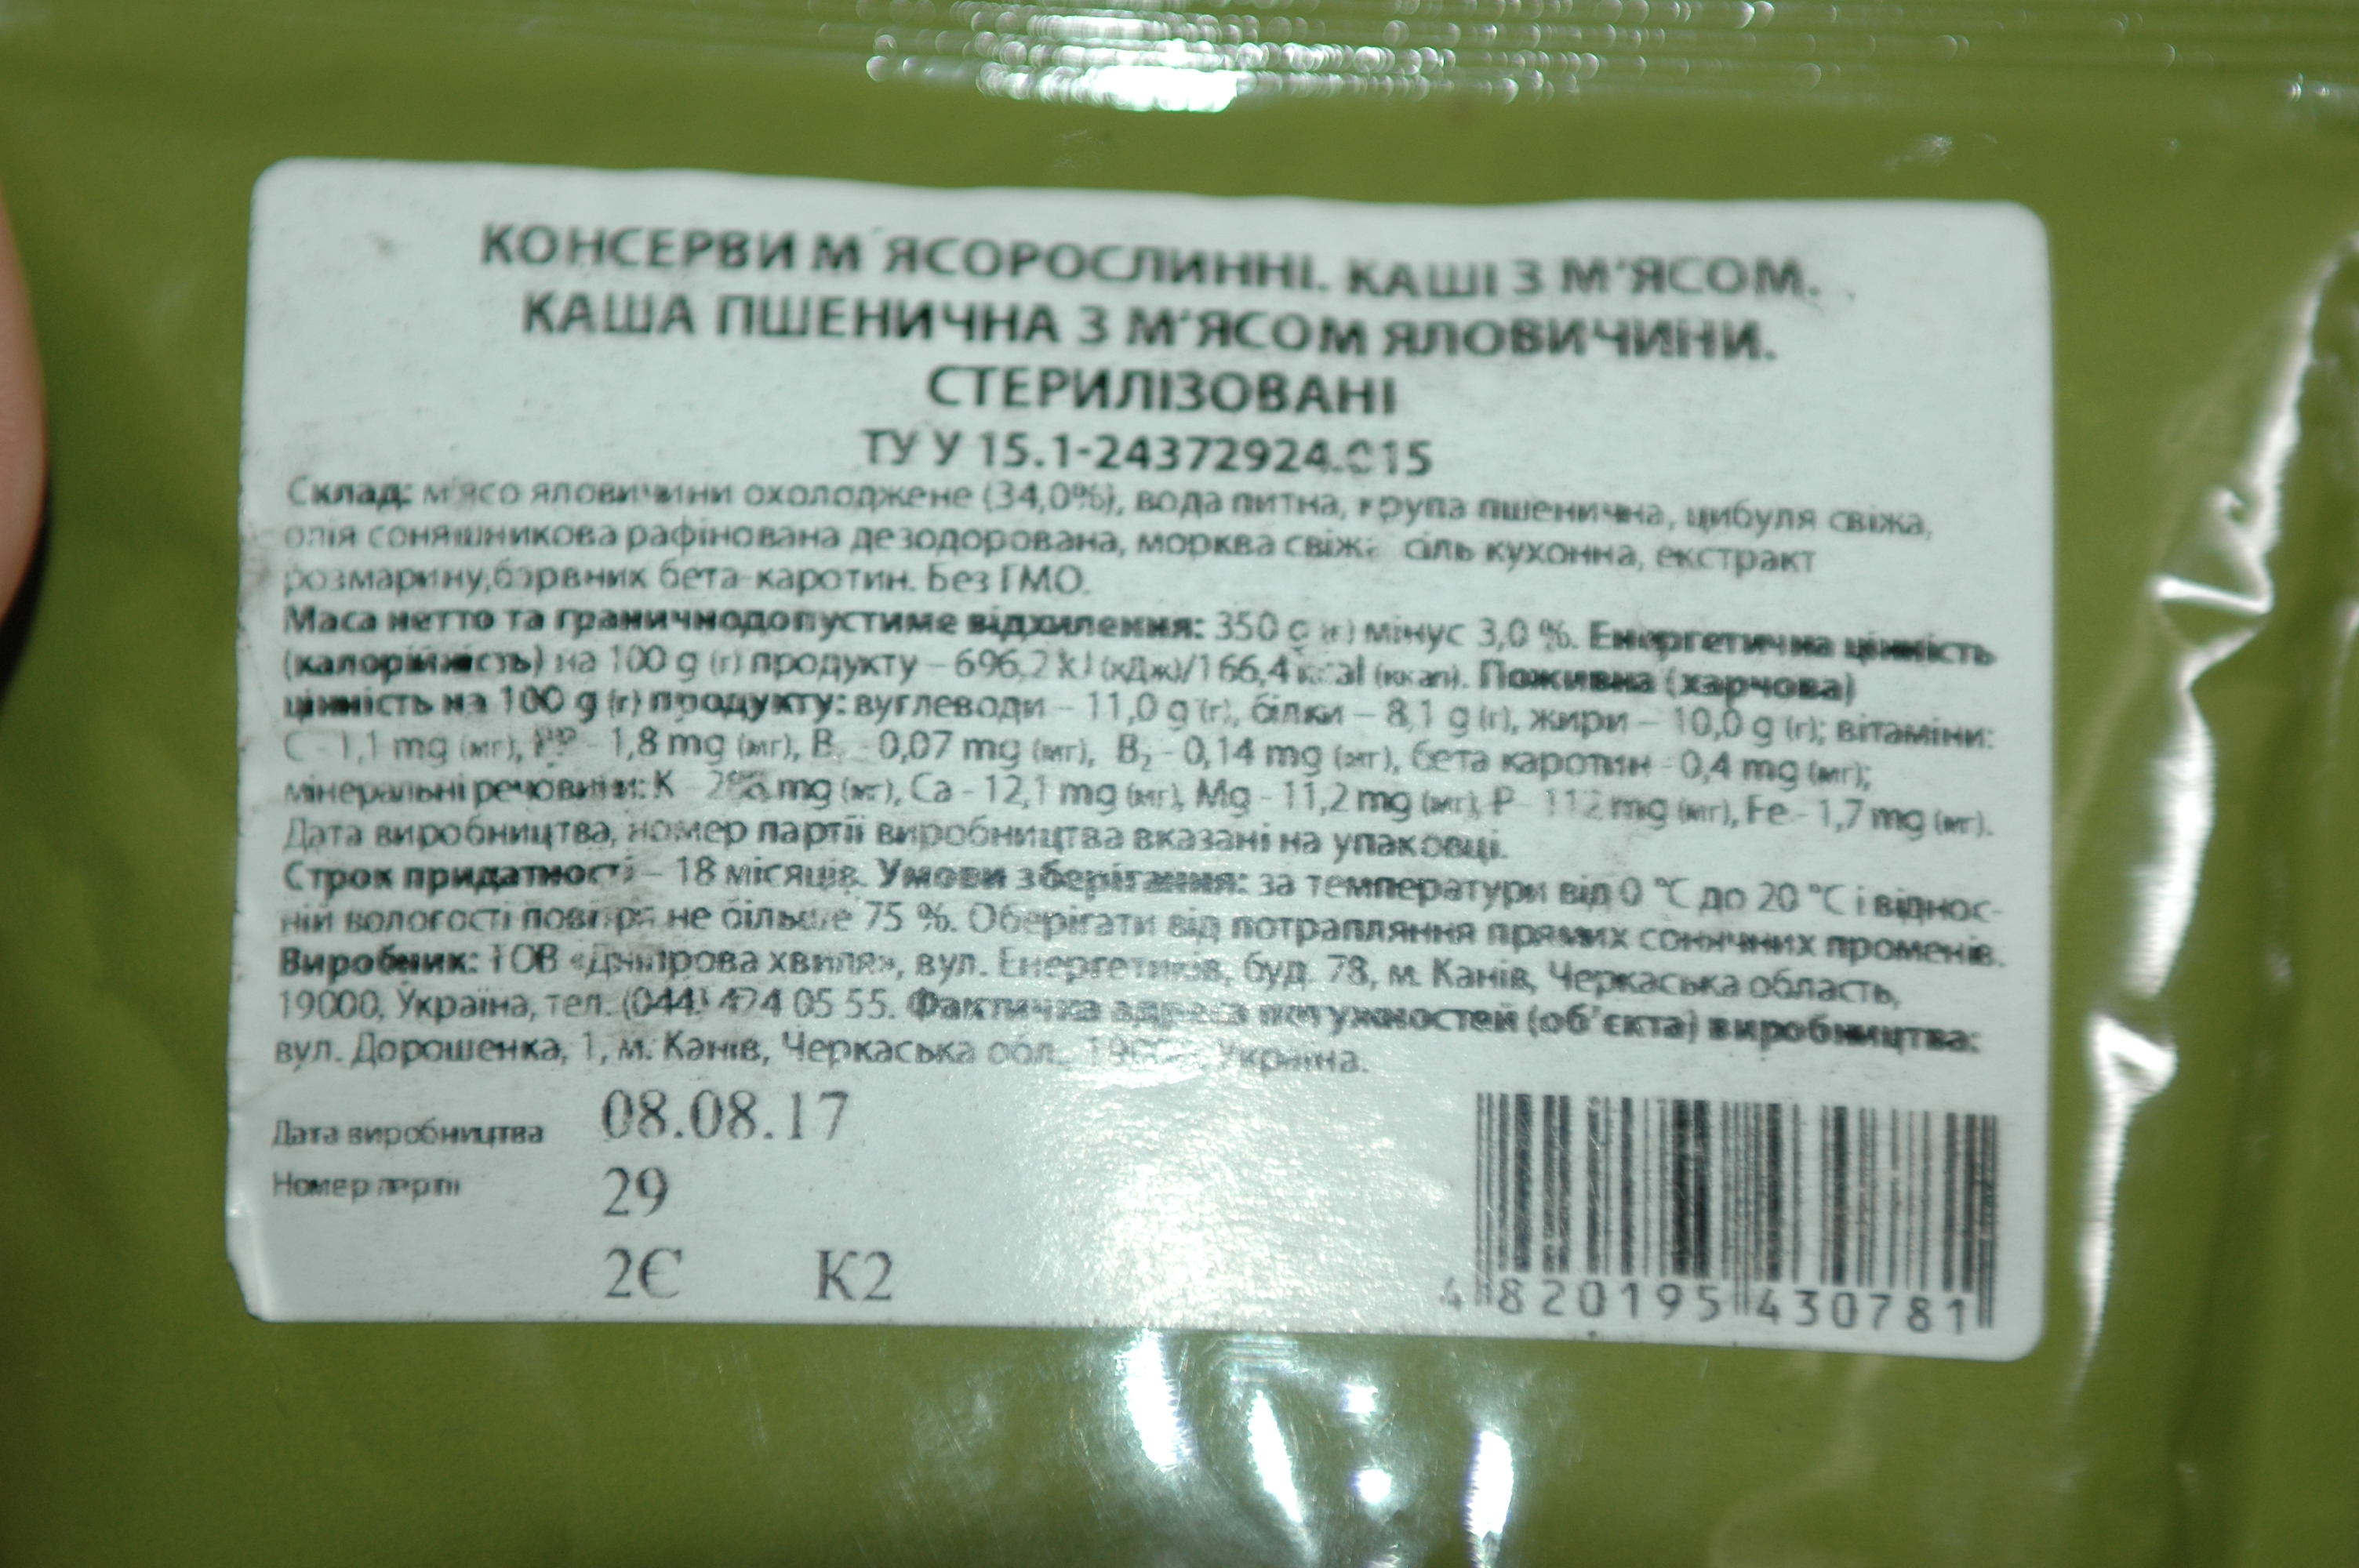 КОНСЕРВИ М'ЯСОРОСЛИННІ. КАШІ З М'ЯСОМ.
КАША ПШЕНИЧНА З М'ЯСОМ ЯЛОВИЧИНИ.
СТЕРИЛІЗОВАНІ
ТУ У 15.1-24372924.015
Склад: м'ясо яловичини охолоджене (34,0%), вода питна, крупа пшенична, цибуля свіжа,
олія соняшникова рафінована дезодорована, морква свіжа, сіль кухонна, екстракт
розмарину,барвник бета-каротин. Без ГМО.
Маса нетто та граничнодопустиме відхилення: 350 g (г) мінус 3,0 %. Енергетична цінність
(калорійність) на 100 g (г) продукту – 696,2 kJ (кДж)/166,4 kcal (ккал). Поживна (харчова)
цінність на 100 g (г) продукту: вуглеводи – 11,0 g (г), білки – 8,1 g (г), жири – 10,0 g (г); вітаміни:
С - 1,1 mg (мг), РР - 1,8 mg (мг), В - 0,07 mg (мг), В₂ - 0,14 mg (мг), бета каротин - 0,4 mg (мг);
мінеральні речовини: К - mg (мг), Са - 12,1 mg (мг), Mg - 11,2 mg (мг), Р - 112 mg (мг), Fe - 1,7 mg (мг).
Дата виробництва, номер партії виробництва вказані на упаковці.
Строк придатності – 18 місяців. Умови зберігання: за температури від 0 °С до 20 °С і віднос-
ній вологості повітря не більше 75 %. Оберігати від потрапляння прямих сонячних променів.
Виробник: ТОВ «Дніпрова хвиля», вул. Енергетиків, буд. 78, м. Канів, Черкаська область,
19000, Україна, тел. (044) 474 05 55. Фактична адреса потужностей (об'єкта) виробництва:
вул. Дорошенка, 1, м. Канів, Черкаська обл., Україна.
Дата виробництва 08.08.17
Номер партії 29
2Є К2
4 820195 430781